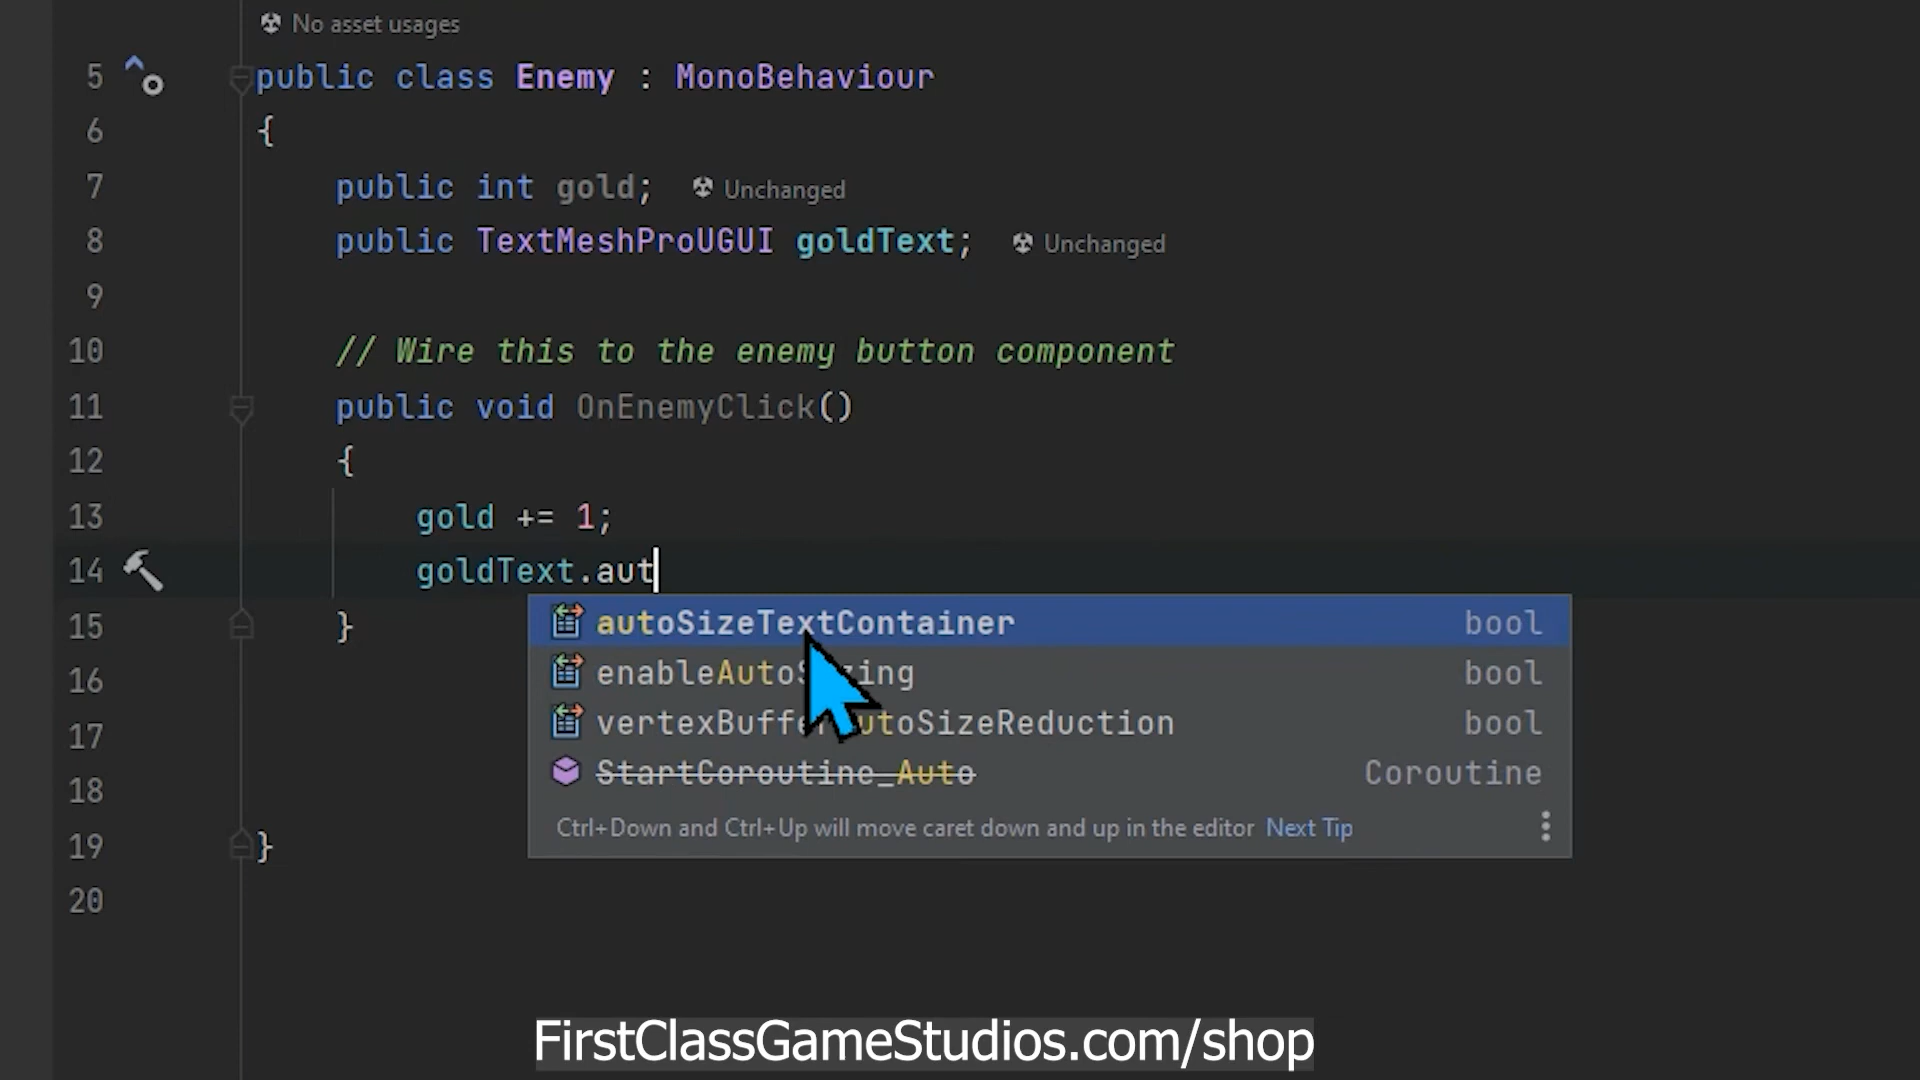 No asset usages
5 public class Enemy : MonoBehaviour
6 {
7 public int gold; Unchanged
8 public TextMeshProUGUI goldText; Unchanged
9
10 // Wire this to the enemy button component
11 public void OnEnemyClick()
12 {
13 gold += 1;
14 goldText.aut
autoSizeTextContainer bool
15 }
enableAutoSizing bool
16
vertexBufferAutoSizeReduction bool
17
StartCoroutine_Auto Coroutine
18
Ctrl+Down and Ctrl+Up will move caret down and up in the editor Next Tip
19 }
20
FirstClassGameStudios.com/shop